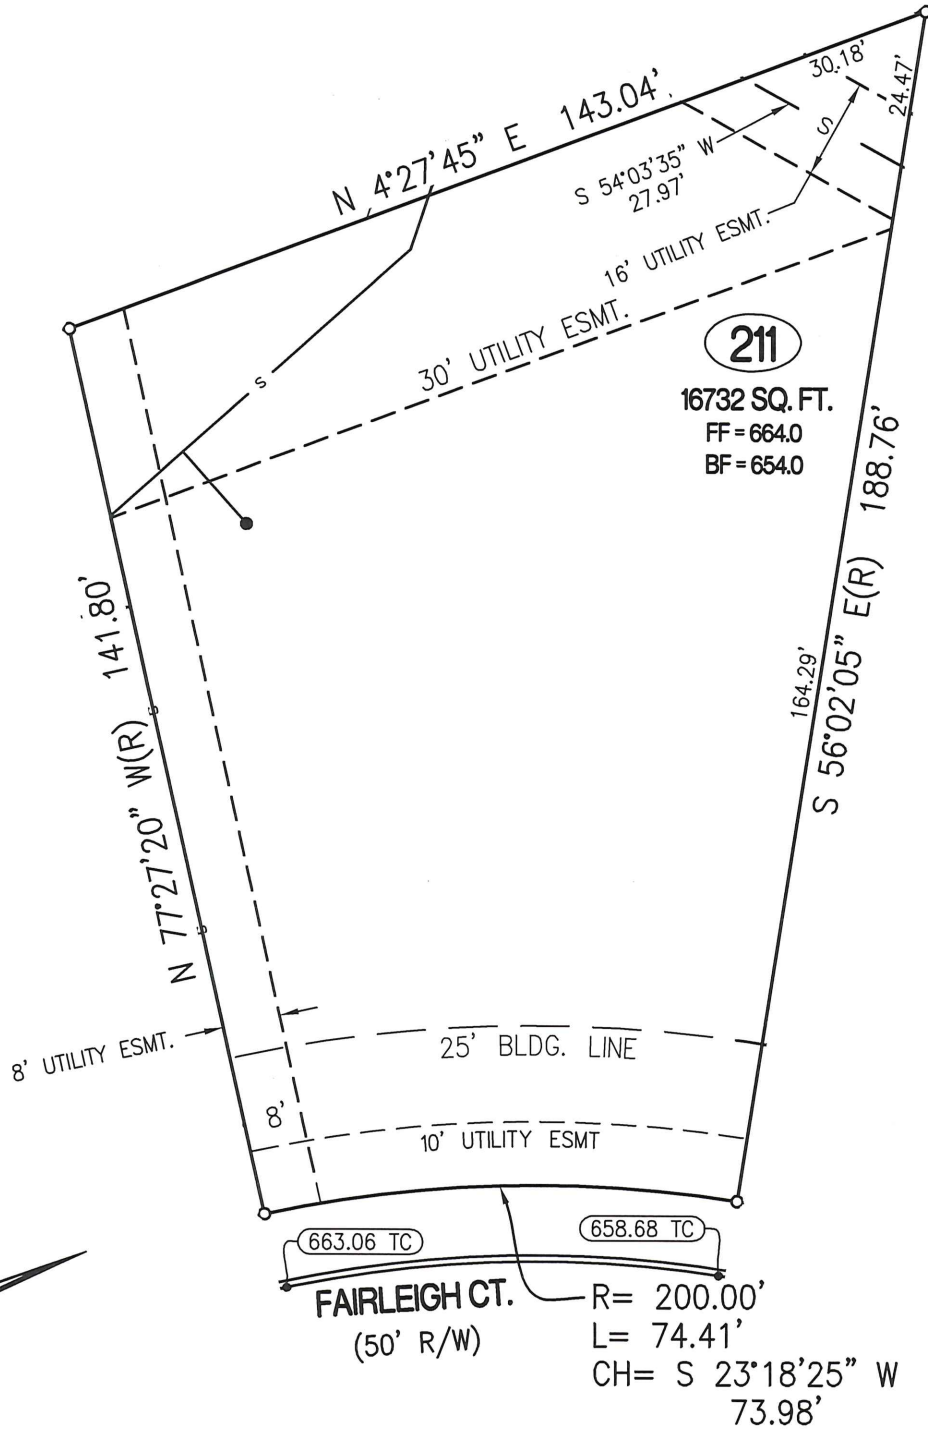 N 4°27'45" E 143.04'
30.18'
24.47'
S
S 54°03'35" W
27.97'
16' UTILITY ESMT.
30' UTILITY ESMT.
s
211
16732 SQ. FT.
FF = 664.0
BF = 654.0
S 56°02'05" E(R) 188.76'
164.29'
N 77°27'20" W(R) 141.80'
s
s
8' UTILITY ESMT.
25' BLDG. LINE
8'
10' UTILITY ESMT
663.06 TC
658.68 TC
FAIRLEIGH CT.
(50' R/W)
R= 200.00'
L= 74.41'
CH= S 23°18'25" W
73.98'